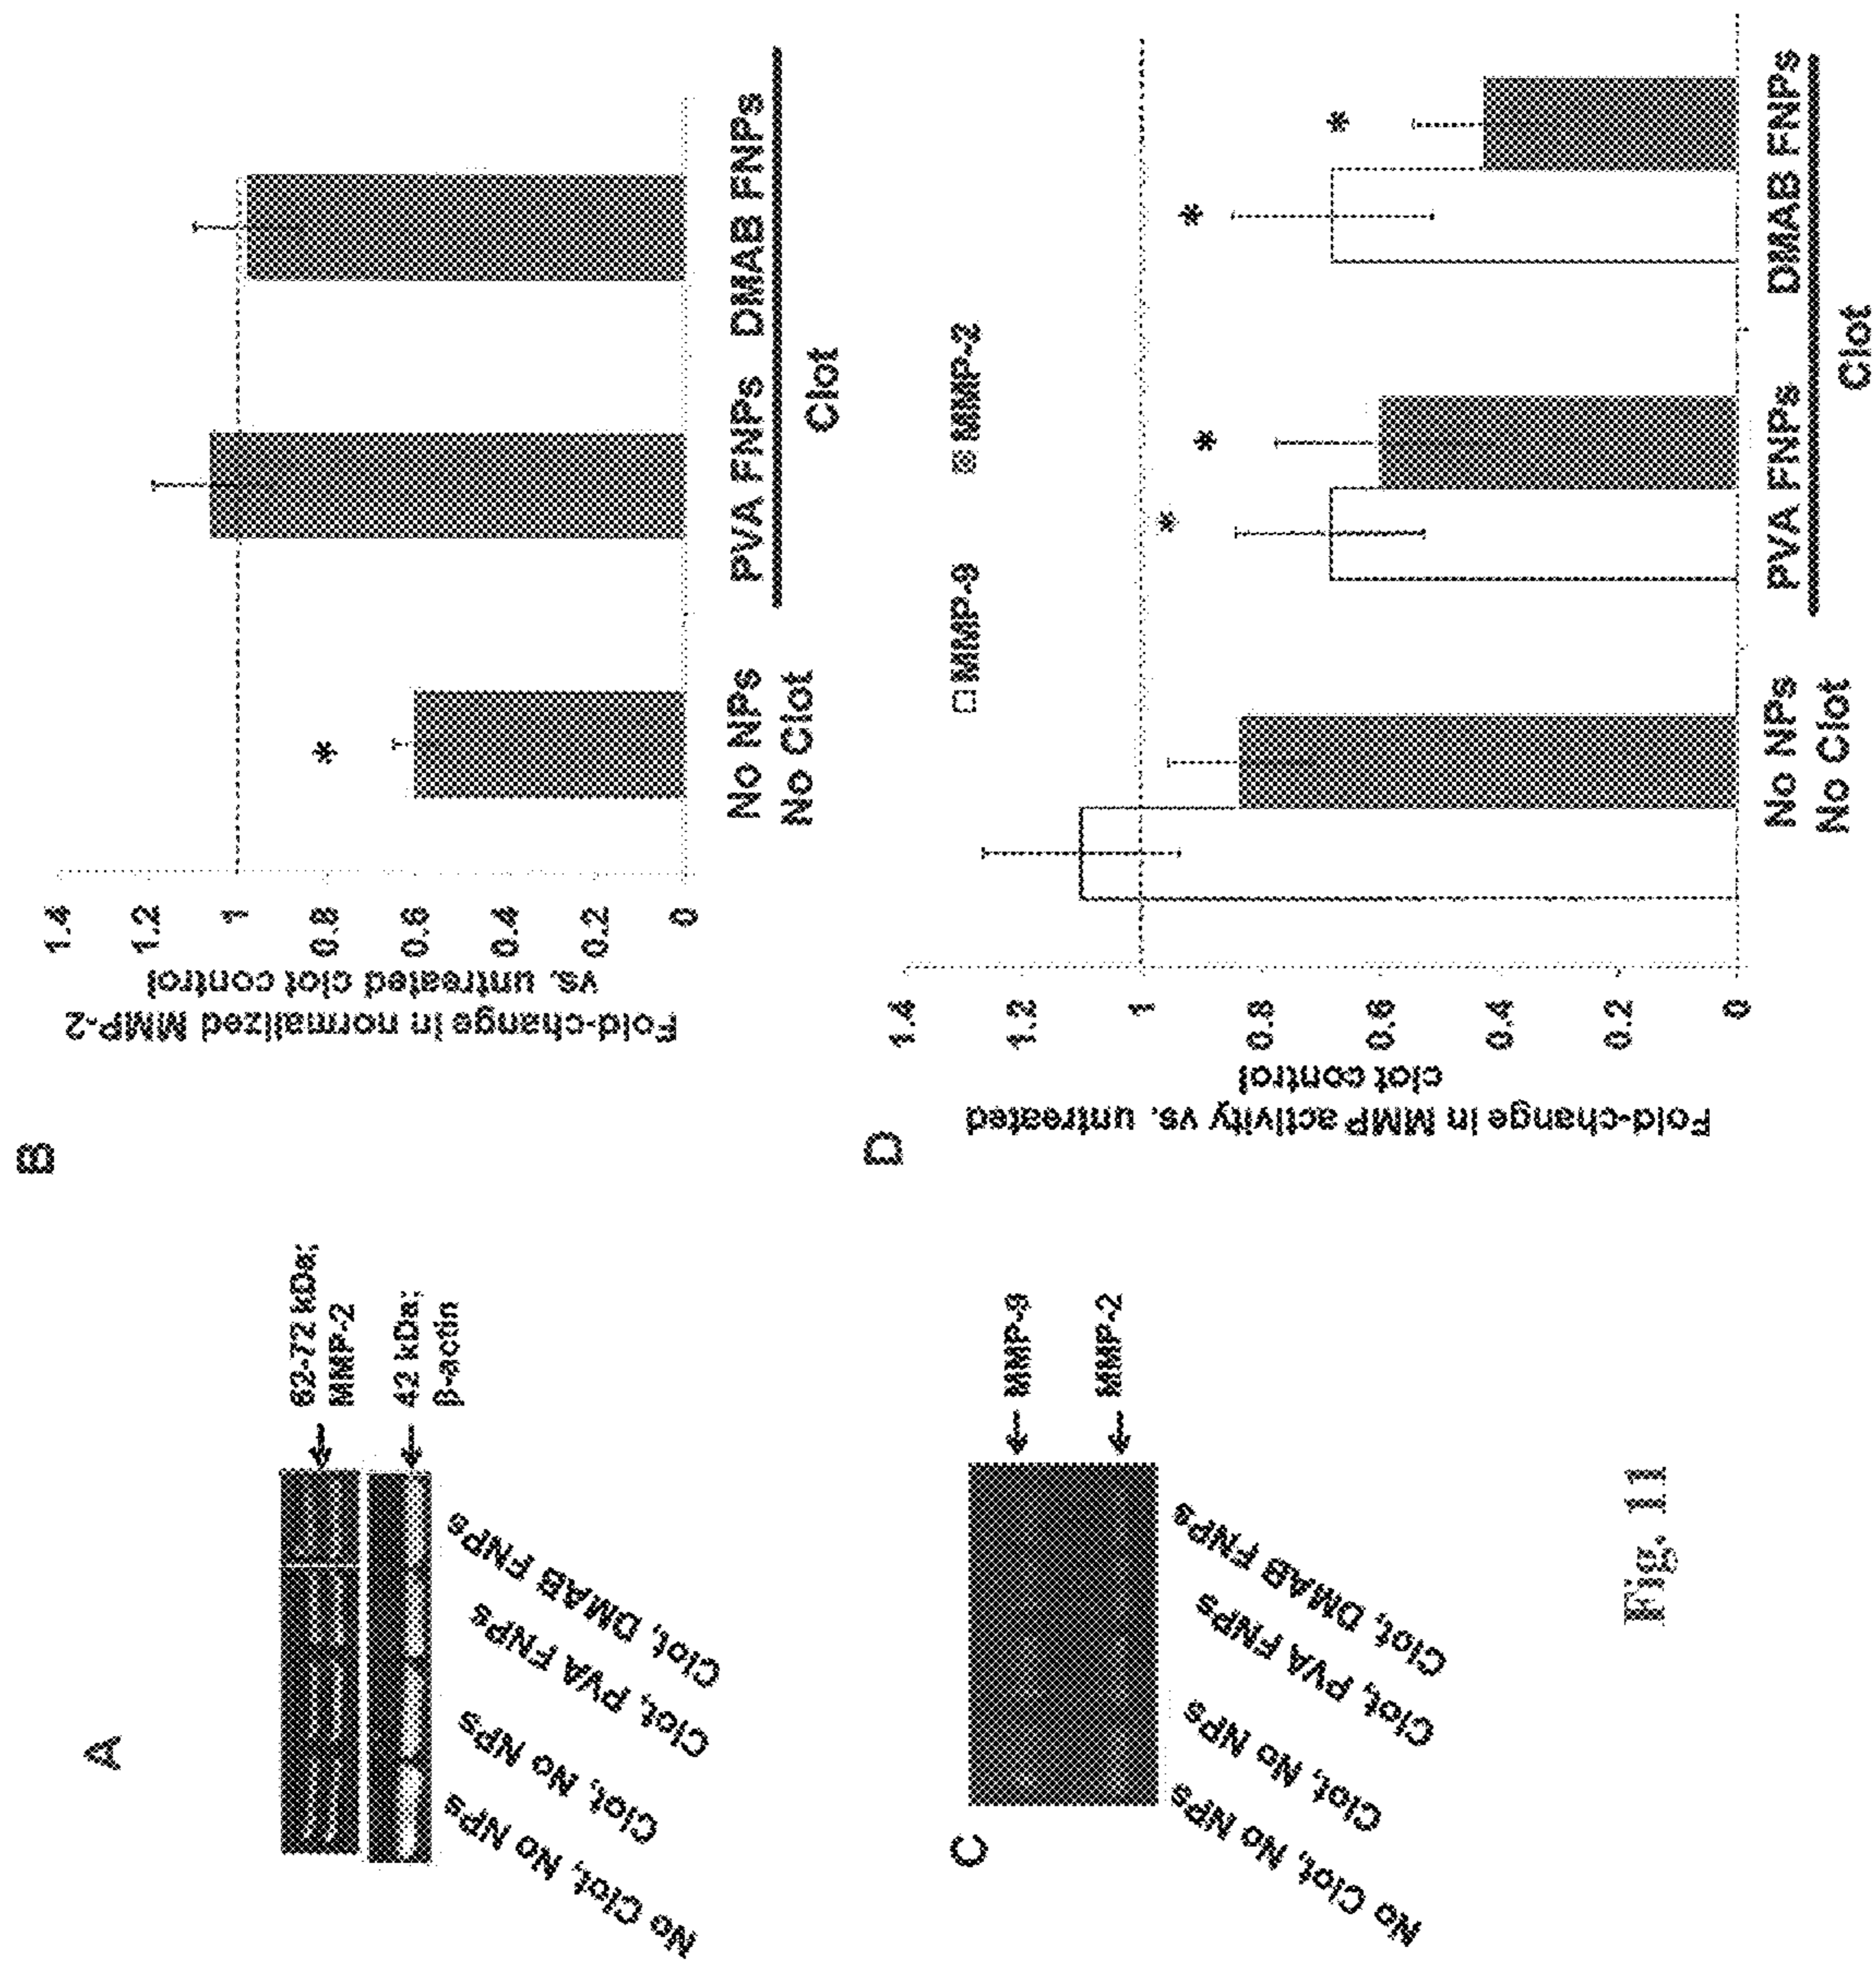 A
62-72 kDa;
MMP-2
42 kDa;
β-actin
No Clot, No NPs
Clot, No NPs
Clot, PVA FNPs
Clot, DMAB FNPs
B
Fold-change in normalized MMP-2
vs. untreated clot control
1.4
1.2
1
0.8
0.6
0.4
0.2
0
*
No NPs
No Clot
PVA FNPs
DMAB FNPs
Clot
C
MMP-9
MMP-2
No Clot, No NPs
Clot, No NPs
Clot, PVA FNPs
Clot, DMAB FNPs
D
Fold-change in MMP activity vs. untreated
clot control
MMP-9
MMP-2
1.4
1.2
1
0.8
0.6
0.4
0.2
0
*
*
*
*
No NPs
No Clot
PVA FNPs
DMAB FNPs
Clot
Fig. 11